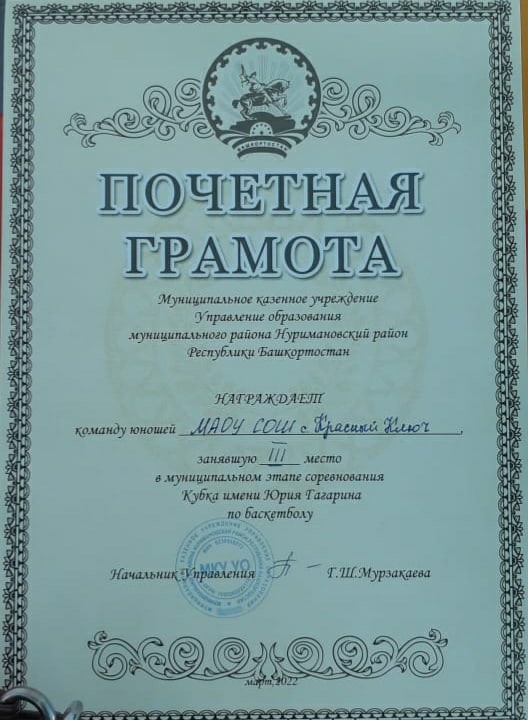 БАШКОРТОСТАН
ПОЧЕТНАЯ
ГРАМОТА
Муниципальное казенное учреждение
Управление образования
муниципального района Нуримановский район
Республики Башкортостан
НАГРАЖДАЕТ
команду юношей МАОУ СОШ с. Красный Ключ,
занявшую III место
в муниципальном этапе соревнования
Кубка имени Юрия Гагарина
по баскетболу
МКУ УО
Начальник Управления Г.Ш.Мурзакаева
март,2022